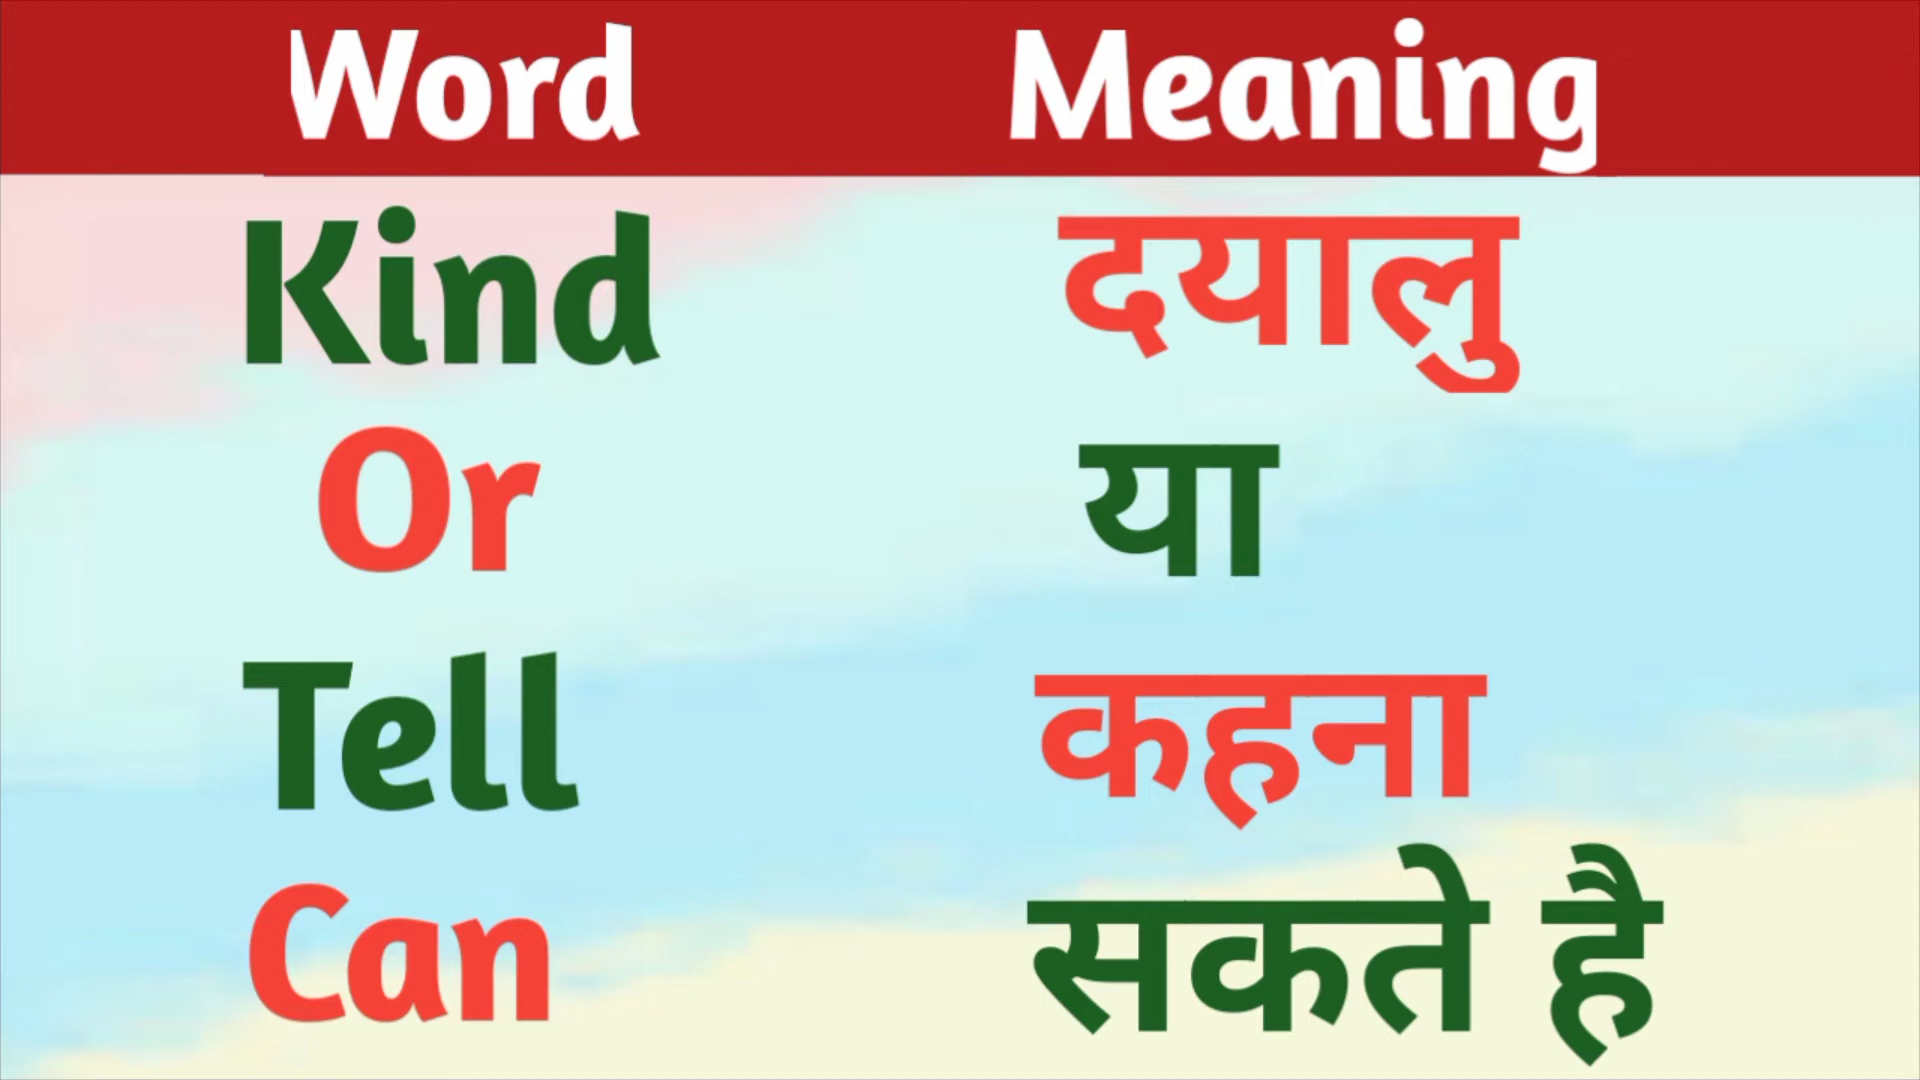 Word Meaning
Kind दयालु
Or या
Tell कहना
Can सकते है